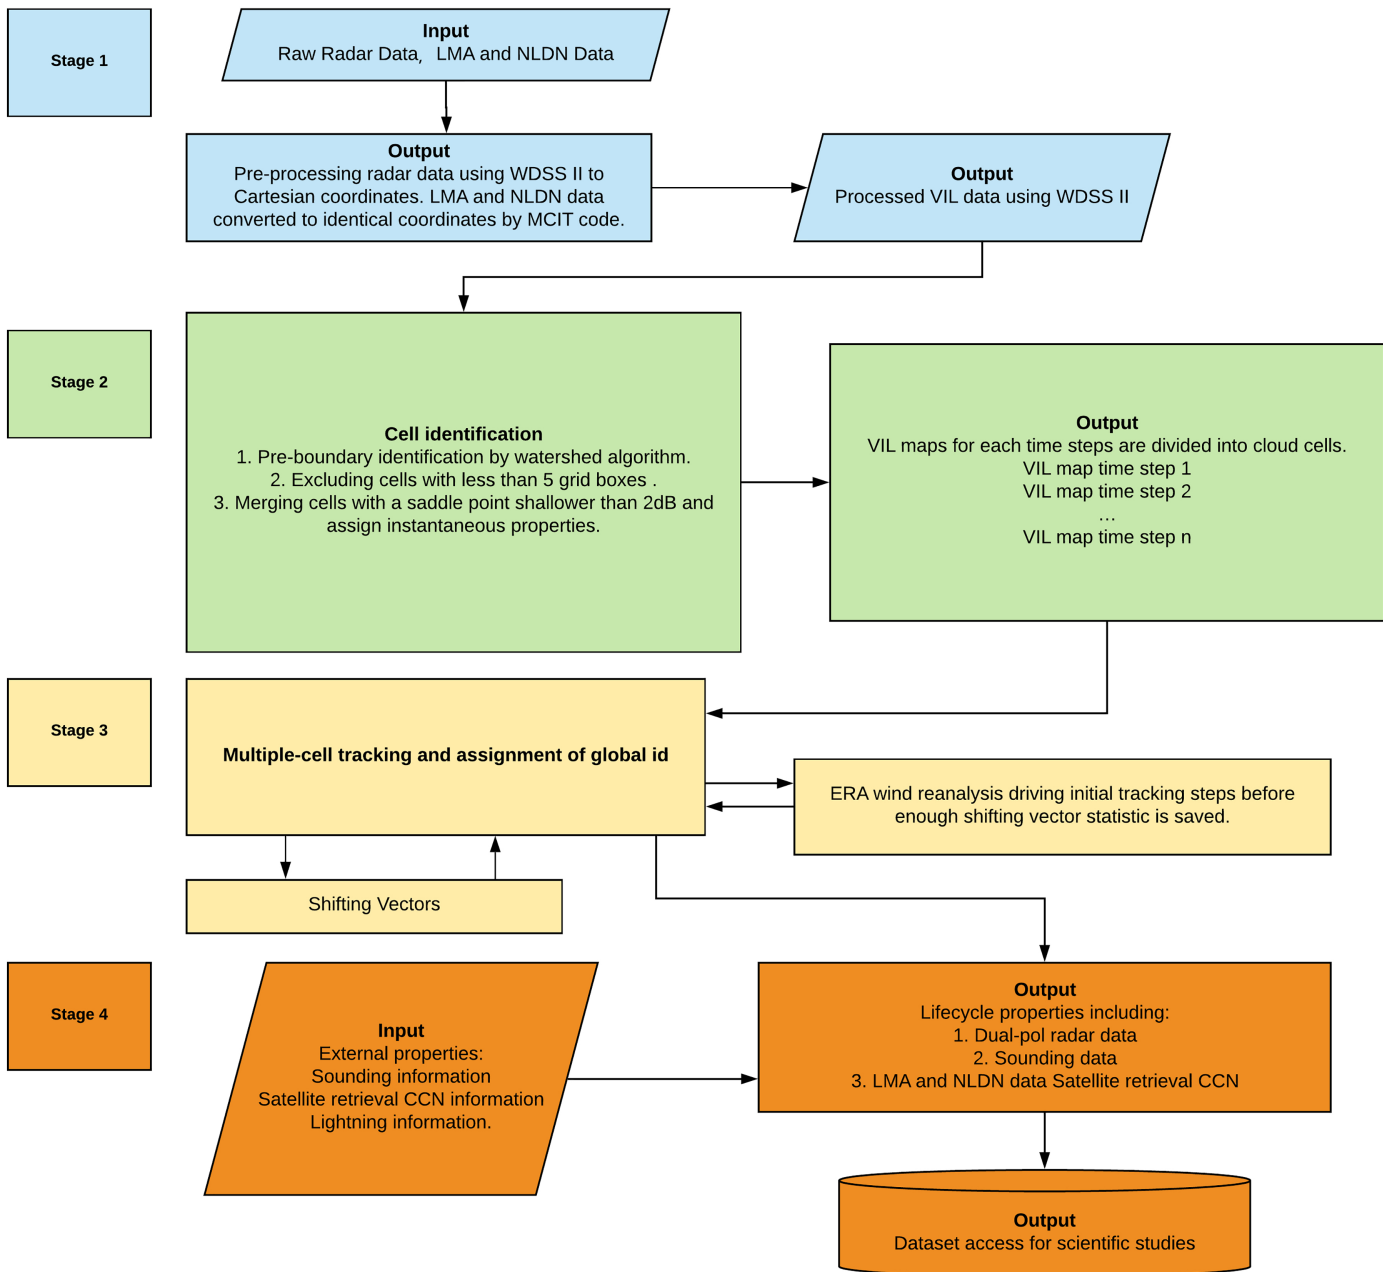 Stage 1
Input
Raw Radar Data,  LMA and NLDN Data
Output
Pre-processing radar data using WDSS II to
Cartesian coordinates. LMA and NLDN data
converted to identical coordinates by MCIT code.
Output
Processed VIL data using WDSS II
Stage 2
Cell identification
1. Pre-boundary identification by watershed algorithm.
2. Excluding cells with less than 5 grid boxes .
3. Merging cells with a saddle point shallower than 2dB and
assign instantaneous properties.
Output
VIL maps for each time steps are divided into cloud cells.
VIL map time step 1
VIL map time step 2
...
VIL map time step n
Stage 3
Multiple-cell tracking and assignment of global id
ERA wind reanalysis driving initial tracking steps before
enough shifting vector statistic is saved.
Shifting Vectors
Stage 4
Input
External properties:
Sounding information
Satellite retrieval CCN information
Lightning information.
Output
Lifecycle properties including:
1. Dual-pol radar data
2. Sounding data
3. LMA and NLDN data Satellite retrieval CCN
Output
Dataset access for scientific studies